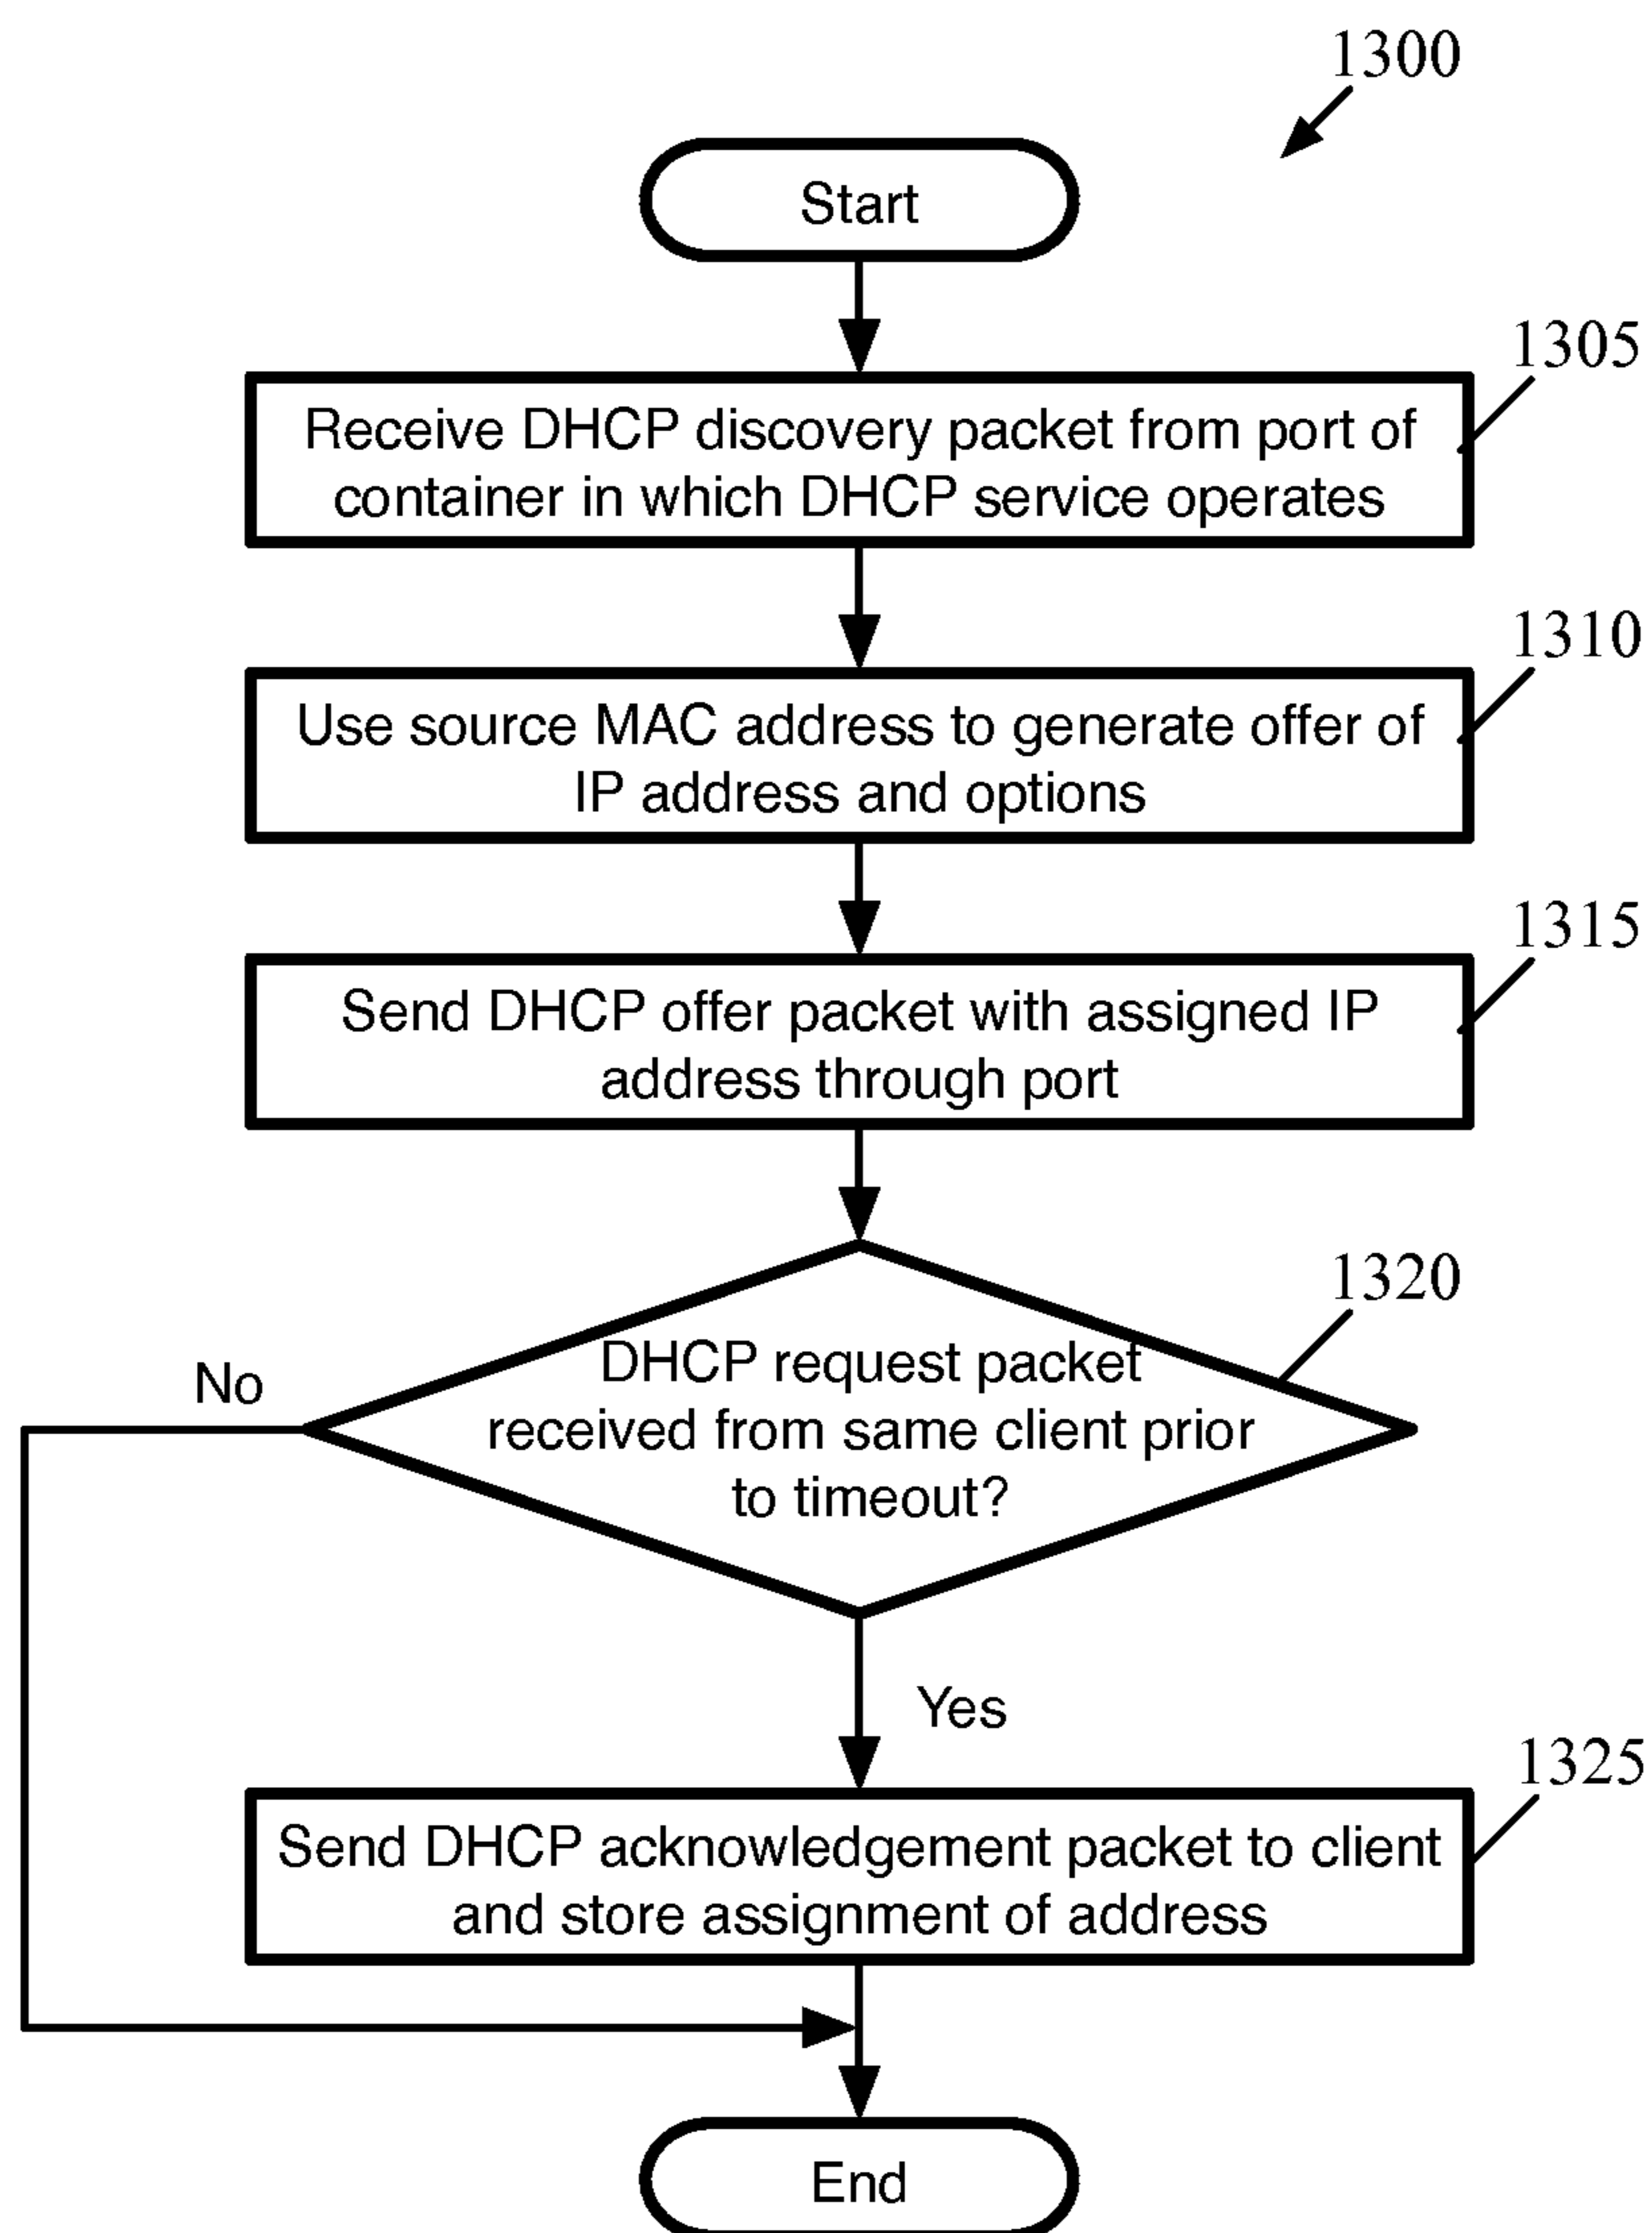 1300
Start
1305
Receive DHCP discovery packet from port of
container in which DHCP service operates
1310
Use source MAC address to generate offer of
IP address and options
1315
Send DHCP offer packet with assigned IP
address through port
1320
DHCP request packet
received from same client prior
to timeout?
No
Yes
1325
Send DHCP acknowledgement packet to client
and store assignment of address
End